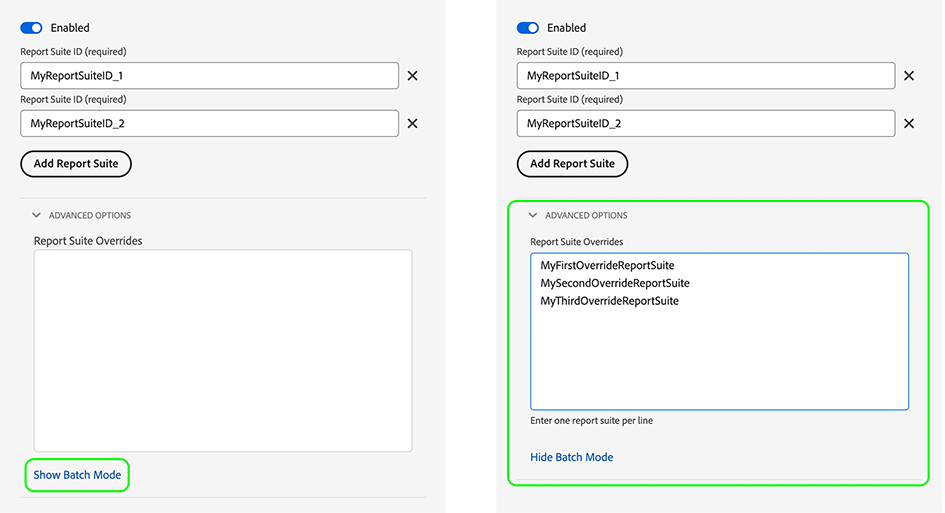 Enabled
Report Suite ID (required)
MyReportSuiteID_1
Report Suite ID (required)
MyReportSuiteID_2
Add Report Suite
ADVANCED OPTIONS
Report Suite Overrides
Show Batch Mode
Enabled
Report Suite ID (required)
MyReportSuiteID_1
Report Suite ID (required)
MyReportSuiteID_2
Add Report Suite
ADVANCED OPTIONS
Report Suite Overrides
MyFirstOverrideReportSuite
MySecondOverrideReportSuite
MyThirdOverrideReportSuite
Enter one report suite per line
Hide Batch Mode